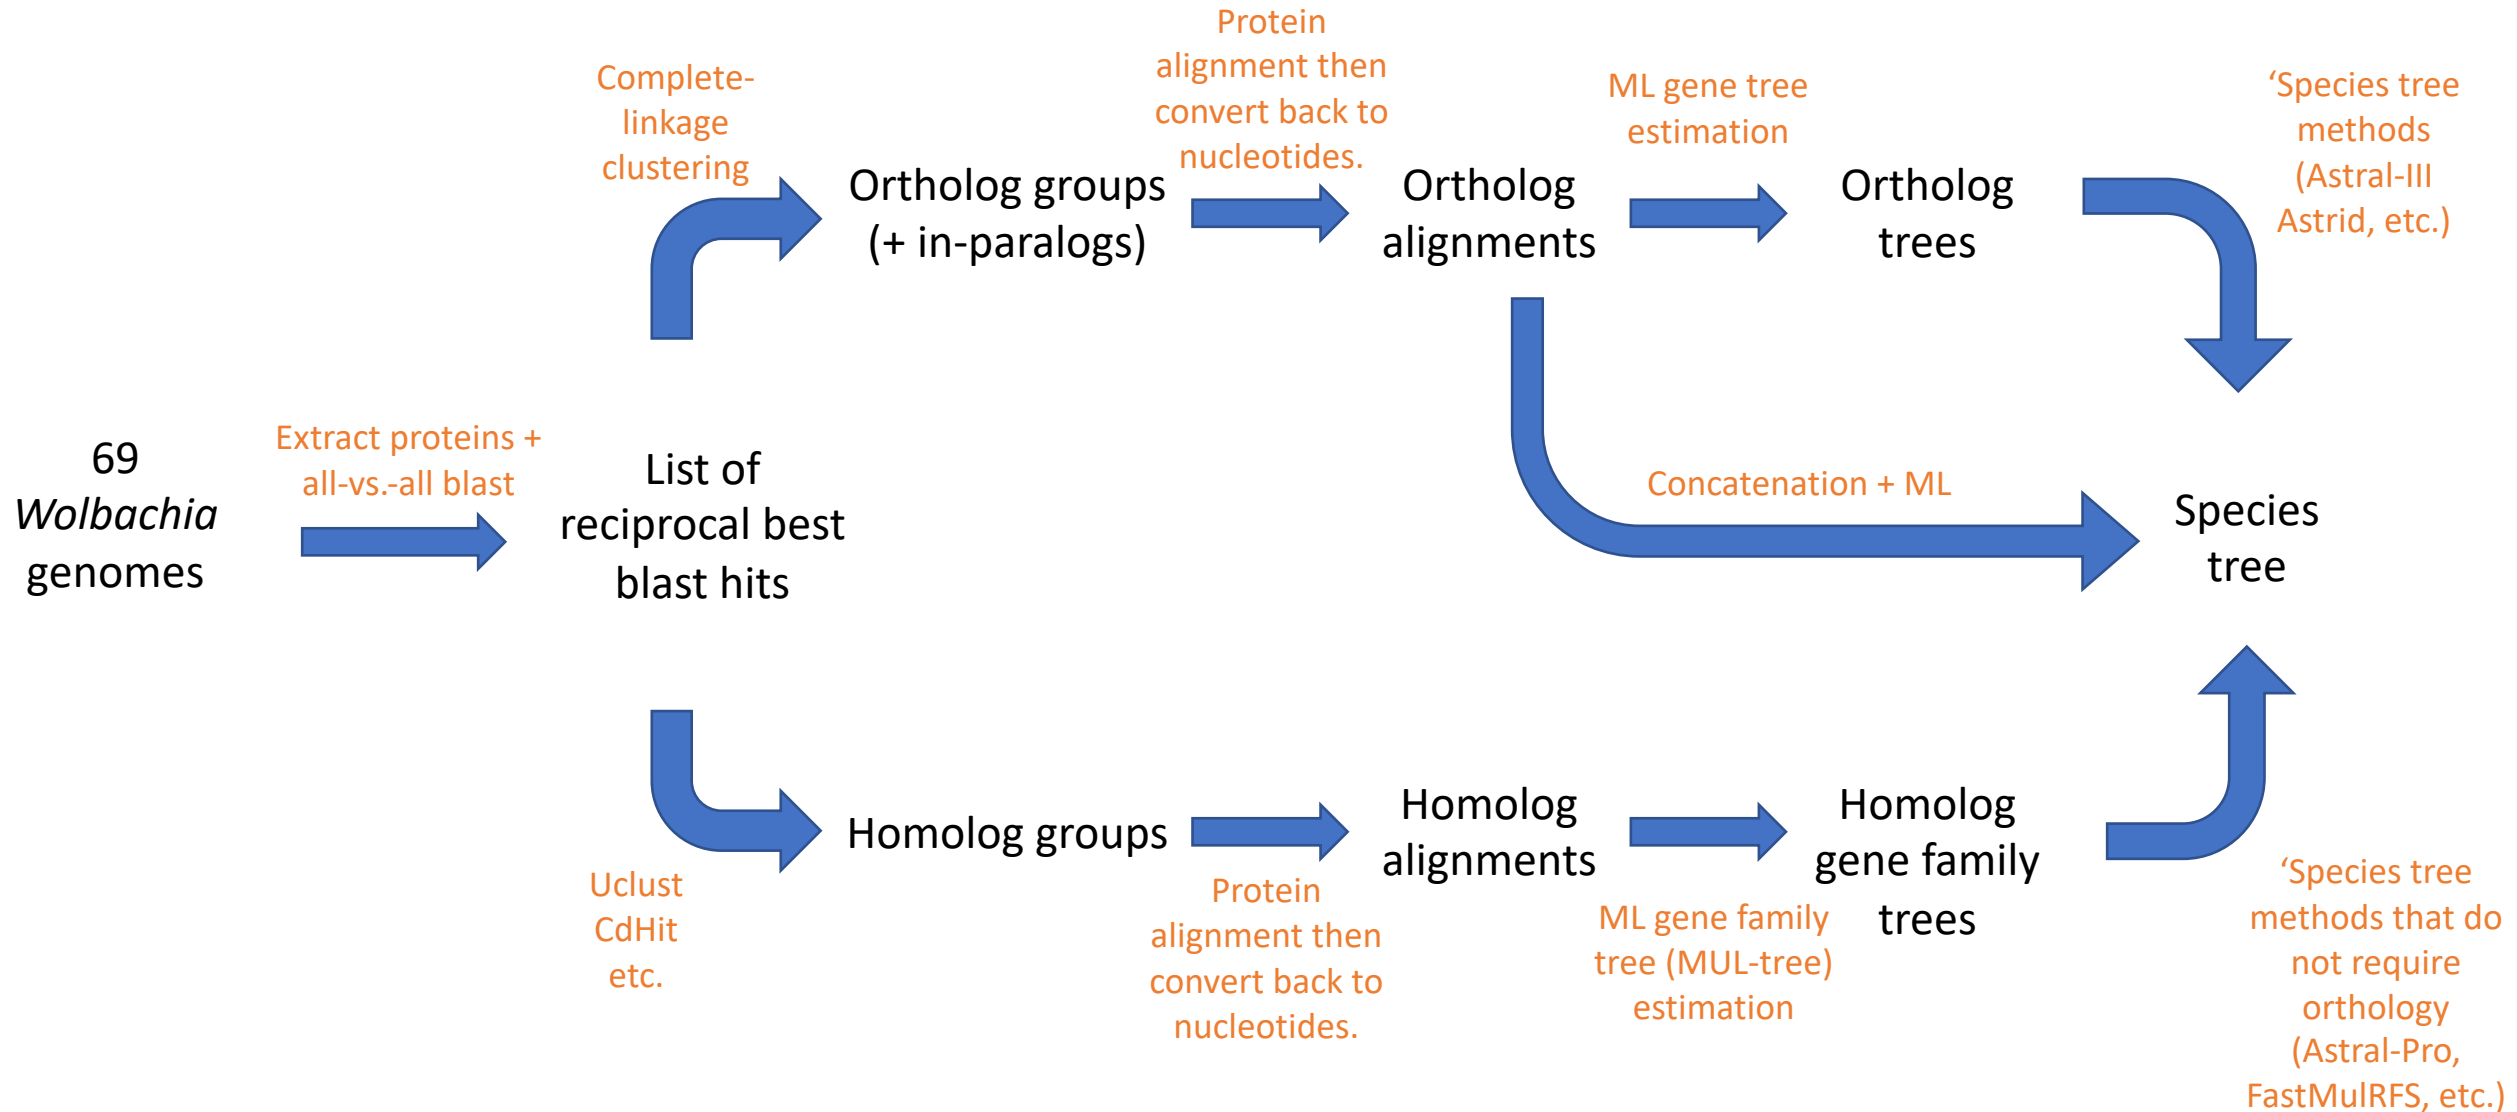 69
Wolbachia
genomes
Extract proteins +
all-vs.-all blast
List of
reciprocal best
blast hits
Complete-
linkage
clustering
Ortholog groups
(+ in-paralogs)
Protein
alignment then
convert back to
nucleotides.
Ortholog
alignments
ML gene tree
estimation
Ortholog
trees
‘Species tree
methods
(Astral-III
Astrid, etc.)
Concatenation + ML
Species
tree
Uclust
CdHit
etc.
Homolog groups
Protein
alignment then
convert back to
nucleotides.
Homolog
alignments
ML gene family
tree (MUL-tree)
estimation
Homolog
gene family
trees
‘Species tree
methods that do
not require
orthology
(Astral-Pro,
FastMulRFS, etc.)